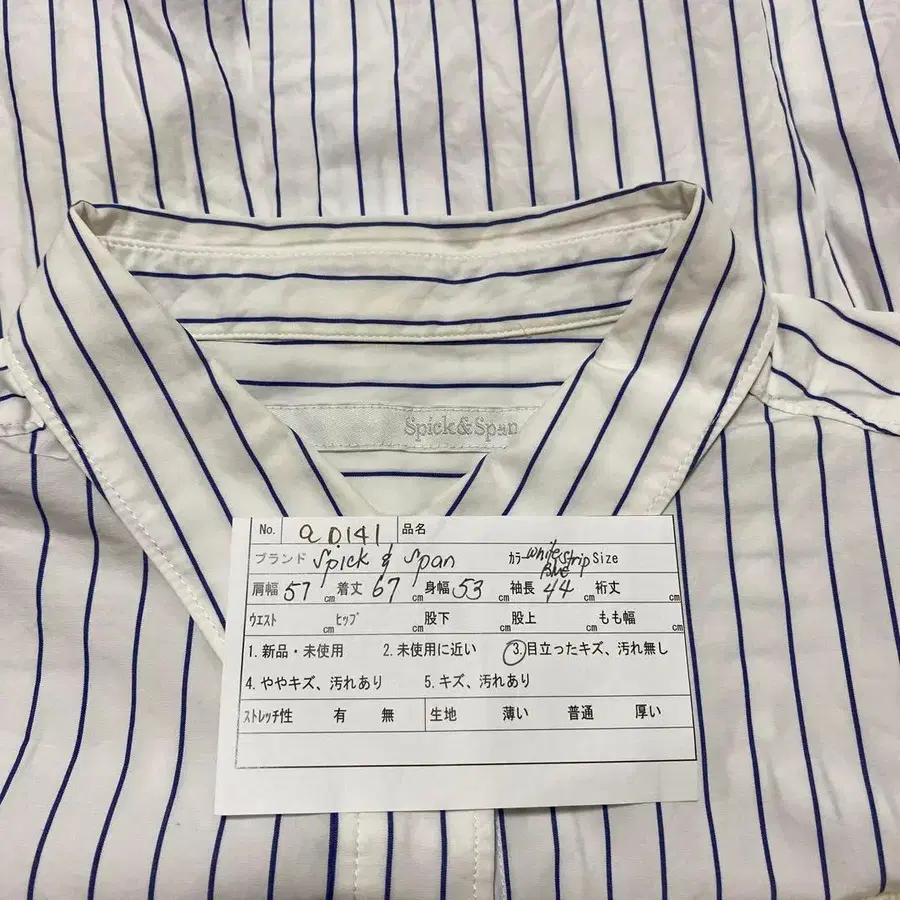 Spick&Span
No. a D141 品名
ブランド Spick & Span ｶﾗｰ White Blue Strip Size
肩幅 57 cm 着丈 67 cm 身幅 53 cm 袖長 44 cm 裄丈 cm
ｳｴｽﾄ cm ﾋｯﾌﾟ cm 股下 cm 股上 cm もも幅 cm
1. 新品・未使用 2. 未使用に近い 3. 目立ったキズ、汚れ無し
4. ややキズ、汚れあり 5. キズ、汚れあり
ｽﾄﾚｯﾁ性 有 無 生地 薄い 普通 厚い